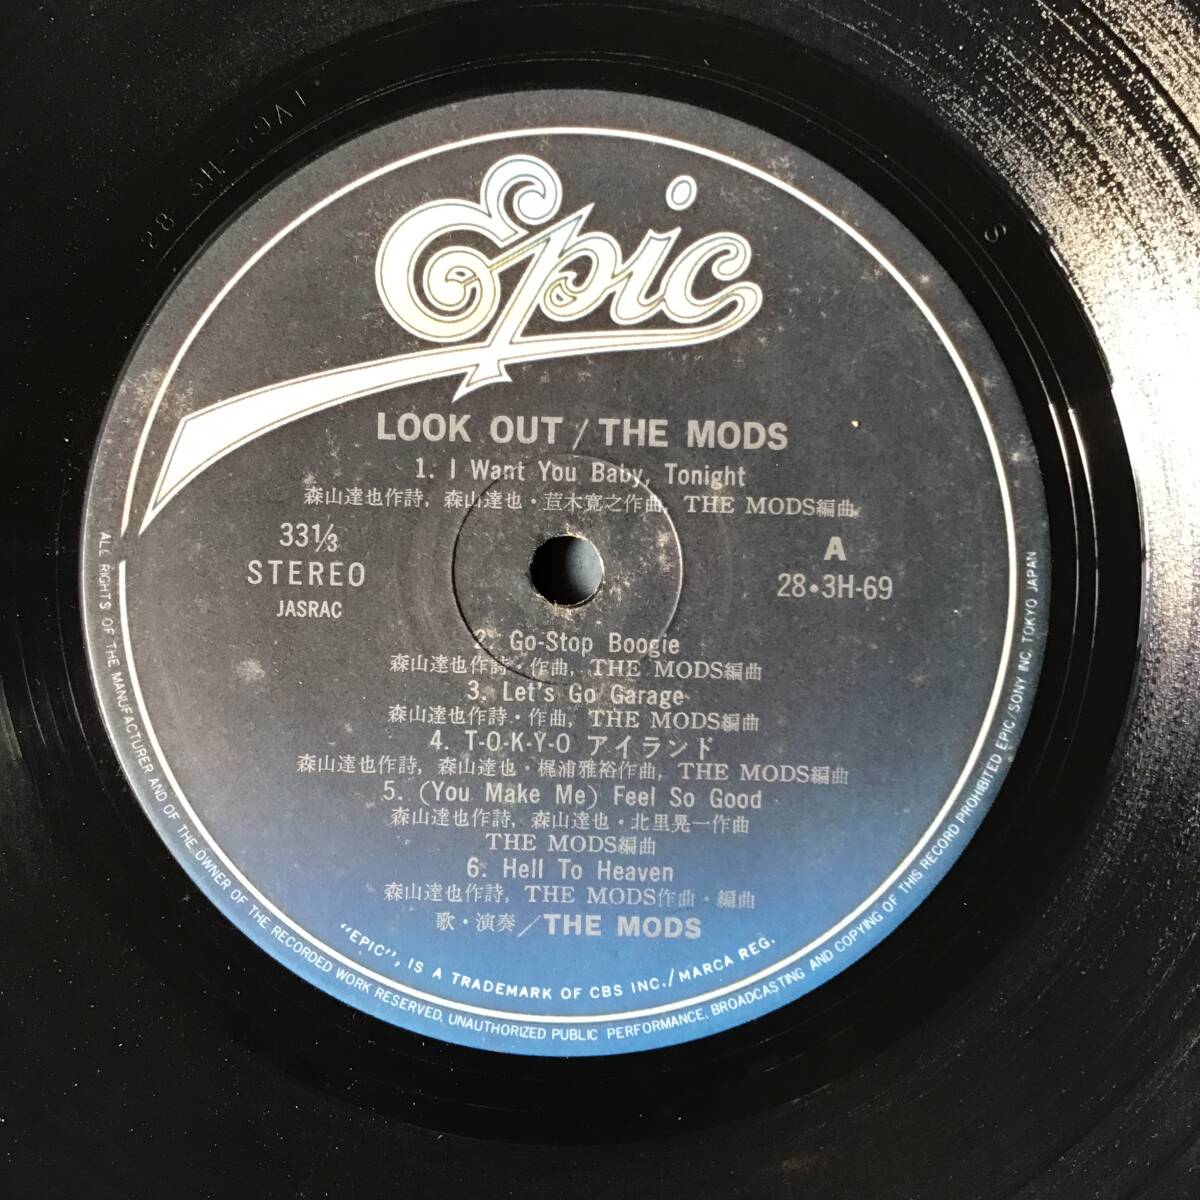 Epic
LOOK OUT / THE MODS
1. I Want You Baby, Tonight
森山達也作詩, 森山達也・苣木寛之作曲, THE MODS編曲
33⅓
STEREO
JASRAC
A
28・3H-69
2. Go-Stop Boogie
森山達也作詩・作曲, THE MODS編曲
3. Let's Go Garage
森山達也作詩・作曲, THE MODS編曲
4. T-O-K-Y-O アイランド
森山達也作詩, 森山達也・梶浦雅裕作曲, THE MODS編曲
5. (You Make Me) Feel So Good
森山達也作詩, 森山達也・北里晃一作曲
THE MODS編曲
6. Hell To Heaven
森山達也作詩, THE MODS作曲・編曲
歌・演奏／THE MODS
"EPIC", IS A TRADEMARK OF CBS INC./MARCA REG.
ALL RIGHTS OF THE MANUFACTURER AND OF THE OWNER OF THE RECORDED WORK RESERVED. UNAUTHORIZED PUBLIC PERFORMANCE, BROADCASTING AND COPYING OF THIS RECORD PROHIBITED EPIC/SONY INC. TOKYO JAPAN
S